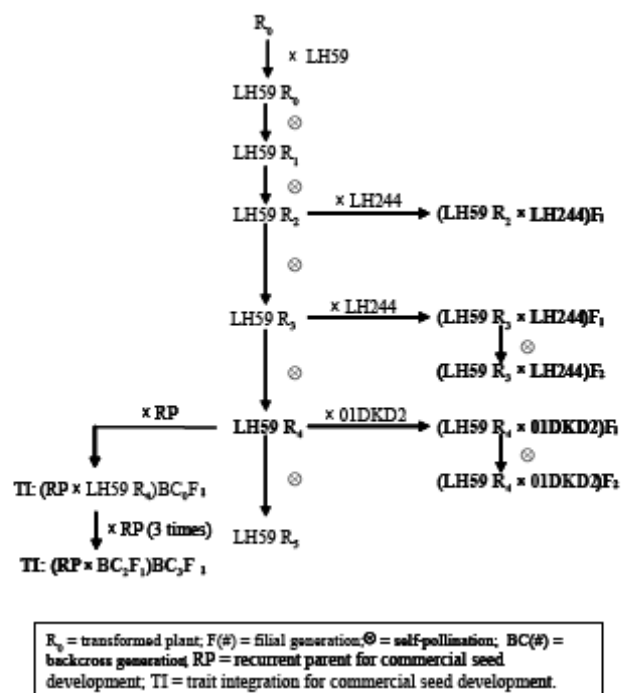 R₀
× LH59
LH59 R₀
⊗
LH59 R₁
⊗
LH59 R₂
× LH244
(LH59 R₂ × LH244)F₁
⊗
LH59 R₃
× LH244
(LH59 R₃ × LH244)F₁
⊗
(LH59 R₃ × LH244)F₂
⊗
× RP
LH59 R₄
× 01DKD2
(LH59 R₄ × 01DKD2)F₁
⊗
(LH59 R₄ × 01DKD2)F₂
TI: (RP × LH59 R₄)BC₀F₁
⊗
× RP (3 times)
LH59 R₅
TI: (RP × BC₂F₁)BC₃F₁
R₀ = transformed plant; F(#) = filial generation; ⊗ = self-pollination; BC(#) =
backcross generation, RP = recurrent parent for commercial seed
development; TI = trait integration for commercial seed development.